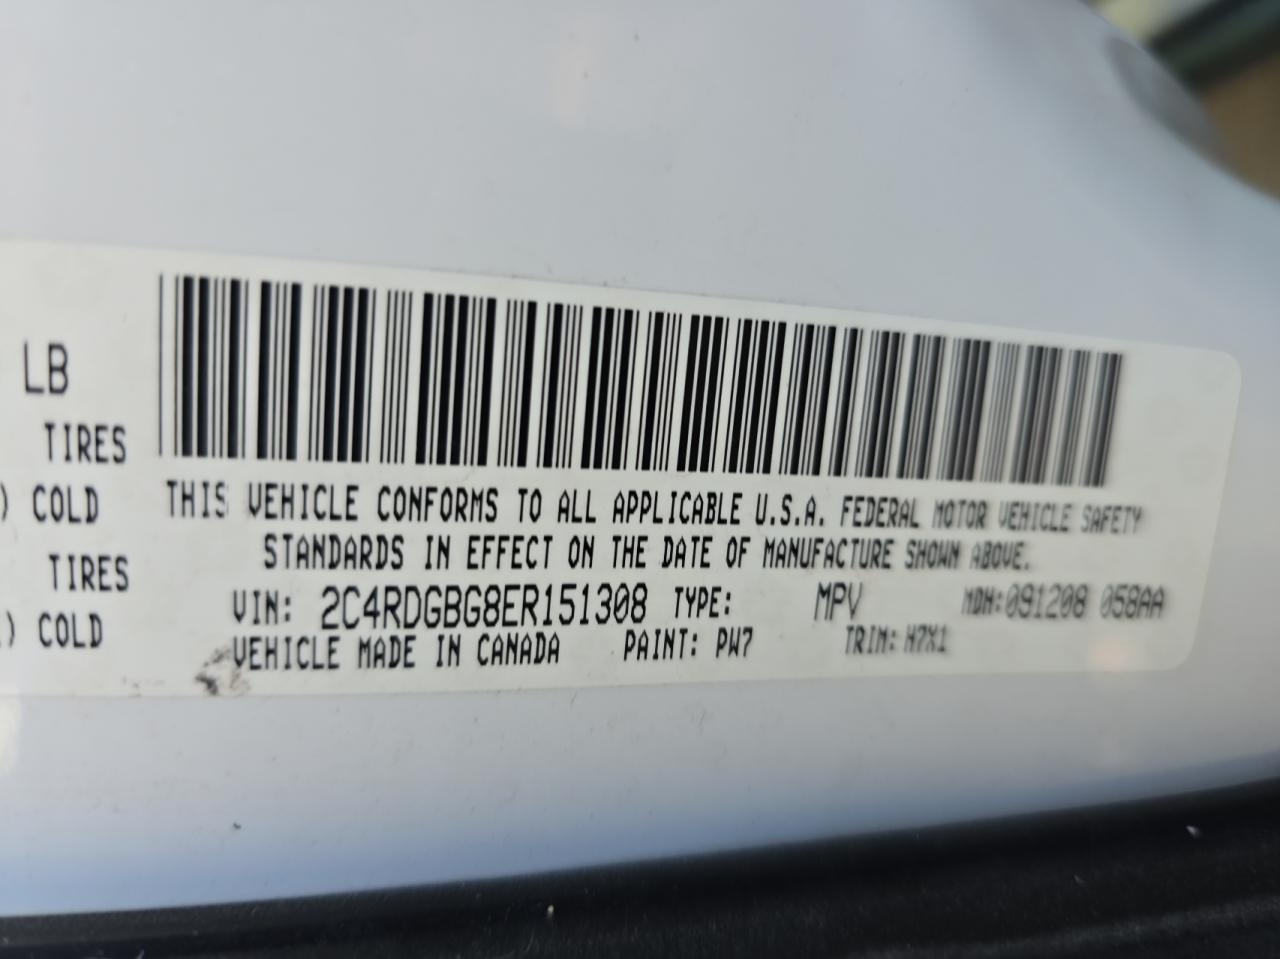 LB
TIRES
) COLD
TIRES
) COLD
THIS VEHICLE CONFORMS TO ALL APPLICABLE U.S.A. FEDERAL MOTOR VEHICLE SAFETY
STANDARDS IN EFFECT ON THE DATE OF MANUFACTURE SHOWN ABOVE.
VIN: 2C4RDGBG8ER151308 TYPE: MPV MDH: 091208 058AA
VEHICLE MADE IN CANADA PAINT: PW7 TRIM: H7X1